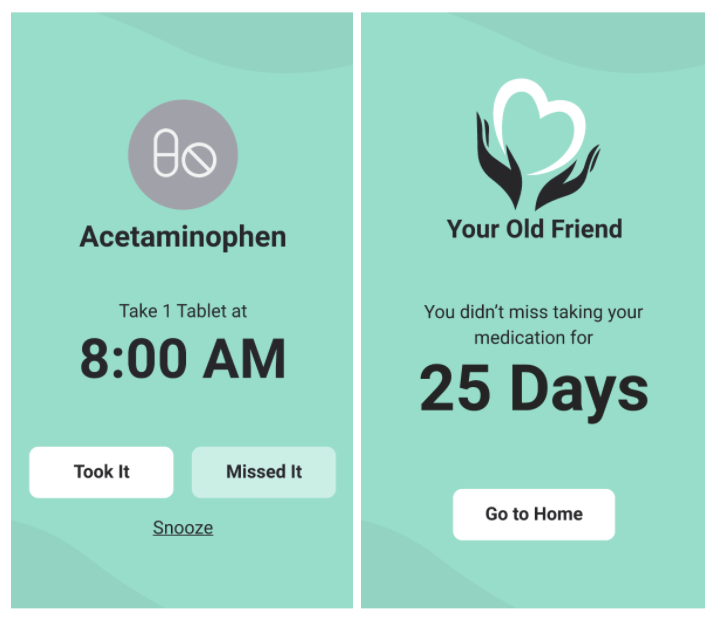 Acetaminophen
Take 1 Tablet at
8:00 AM
Took It
Missed It
Snooze
Your Old Friend
You didn’t miss taking your
medication for
25 Days
Go to Home